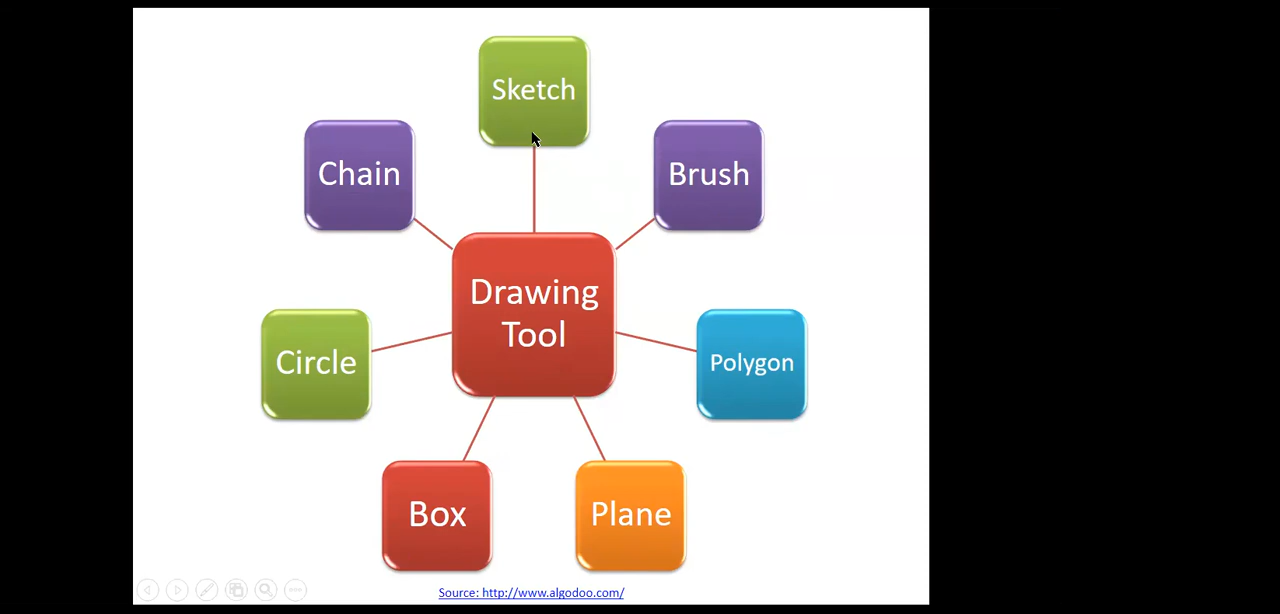 Sketch
Chain
Brush
Drawing
Tool
Circle
Polygon
Box
Plane
Source: http://www.algodoo.com/